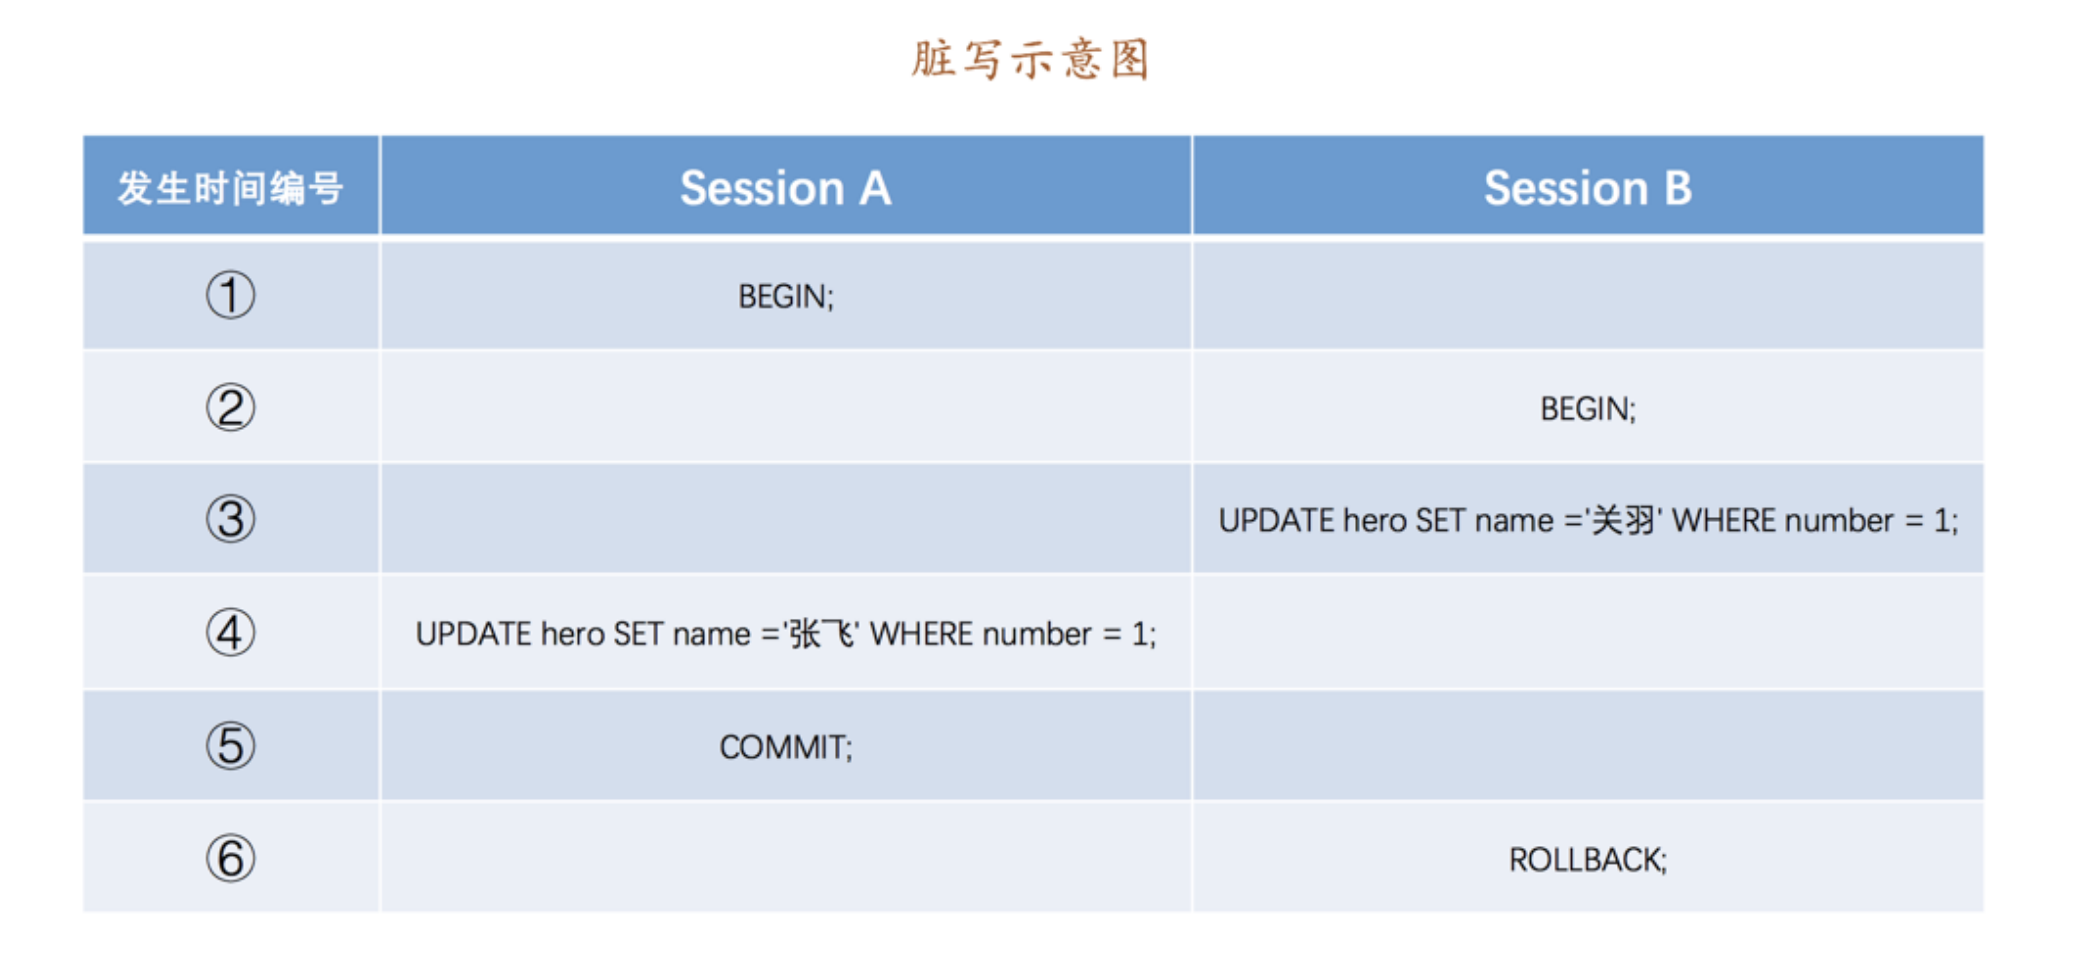 脏写示意图
发生时间编号 Session A Session B
① BEGIN;
② BEGIN;
③ UPDATE hero SET name ='关羽' WHERE number = 1;
④ UPDATE hero SET name ='张飞' WHERE number = 1;
⑤ COMMIT;
⑥ ROLLBACK;